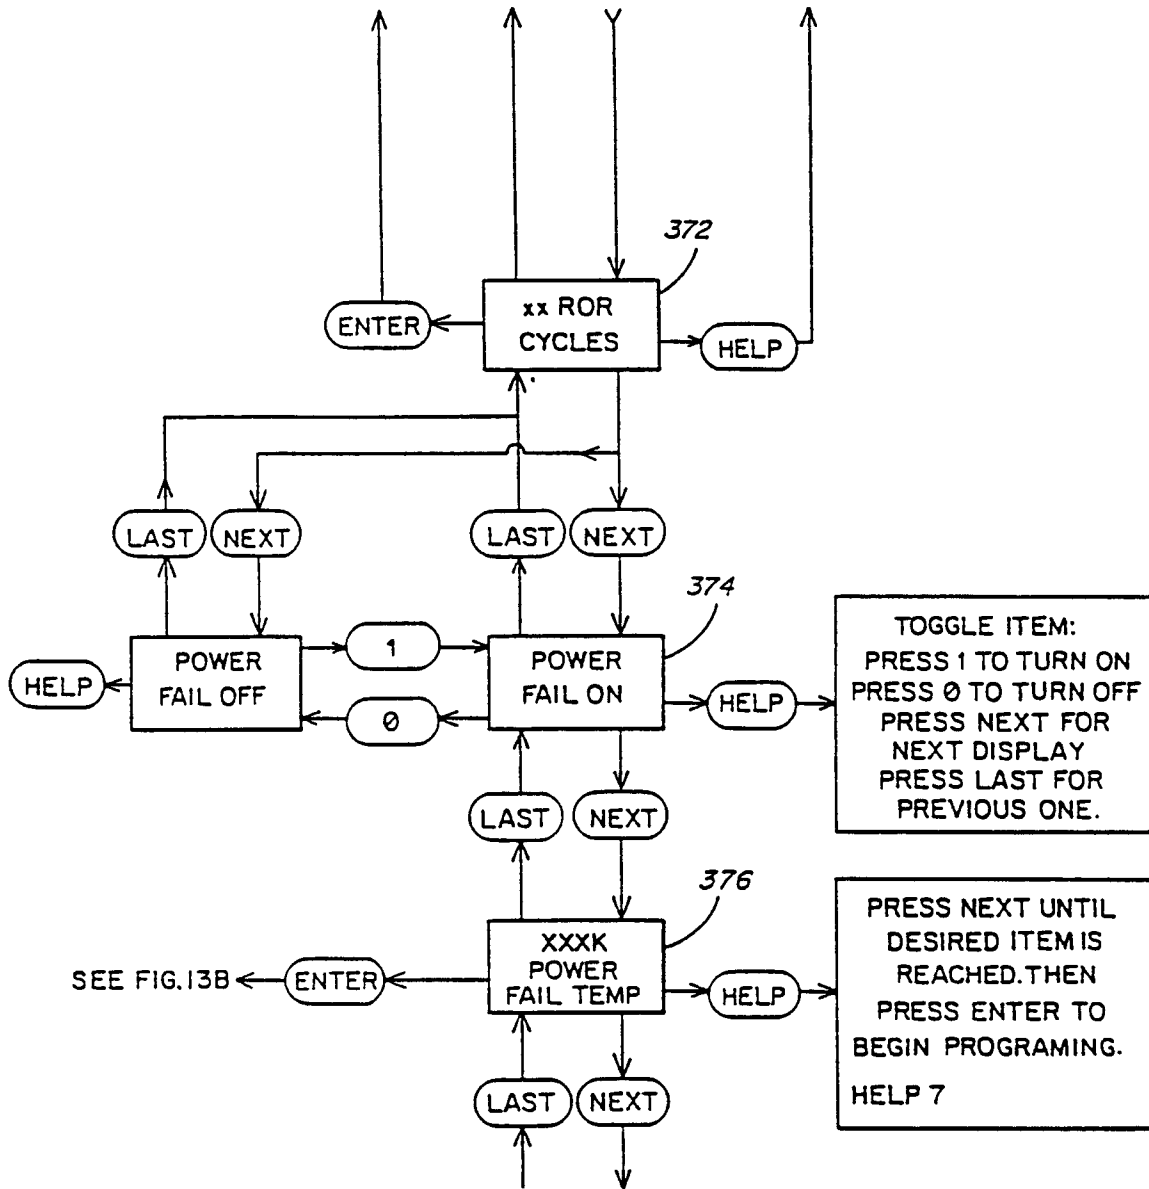 372
xx ROR
CYCLES
ENTER
HELP
LAST
NEXT
LAST
NEXT
374
POWER
FAIL OFF
1
0
HELP
POWER
FAIL ON
HELP
TOGGLE ITEM:
PRESS 1 TO TURN ON
PRESS 0 TO TURN OFF
PRESS NEXT FOR
NEXT DISPLAY
PRESS LAST FOR
PREVIOUS ONE.
LAST
NEXT
376
XXXK
POWER
FAIL TEMP
SEE FIG.13B
ENTER
HELP
PRESS NEXT UNTIL
DESIRED ITEM IS
REACHED. THEN
PRESS ENTER TO
BEGIN PROGRAMING.
HELP 7
LAST
NEXT